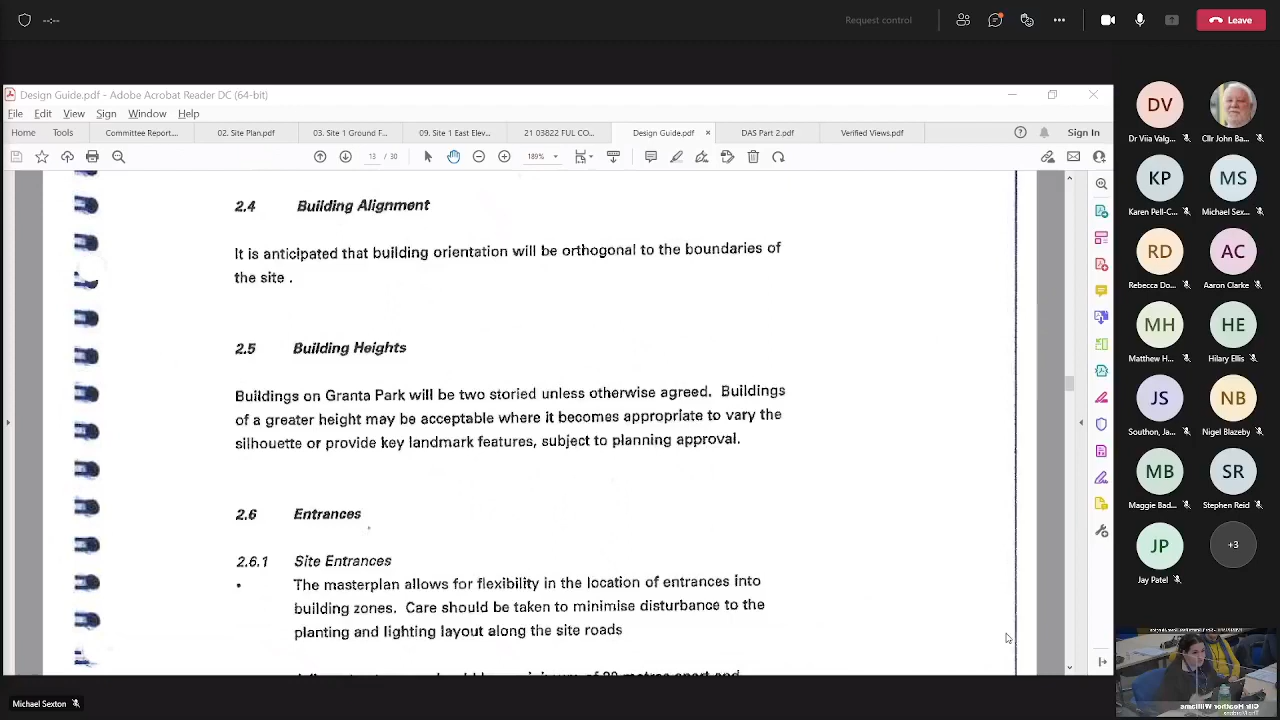 --:--
Request control
Leave
Design Guide.pdf - Adobe Acrobat Reader DC (64-bit)
File Edit View Sign Window Help
Home Tools Committee Report.... 02. Site Plan.pdf 03. Site 1 Ground F... 09. Site 1 East Elev... 21 03822 FUL CO... Design Guide.pdf × DAS Part 2.pdf Verified Views.pdf Sign In
13 / 30 189%
2.4 Building Alignment
It is anticipated that building orientation will be orthogonal to the boundaries of
the site .
2.5 Building Heights
Buildings on Granta Park will be two storied unless otherwise agreed. Buildings
of a greater height may be acceptable where it becomes appropriate to vary the
silhouette or provide key landmark features, subject to planning approval.
2.6 Entrances
2.6.1 Site Entrances
• The masterplan allows for flexibility in the location of entrances into
building zones. Care should be taken to minimise disturbance to the
planting and lighting layout along the site roads
DV
Dr Viia Valg...
Cllr John Ba...
KP MS
Karen Pell-C... Michael Sex...
RD AC
Rebecca Do... Aaron Clarke
MH HE
Matthew H... Hilary Ellis
JS NB
Southon, Ja... Nigel Blazeby
MB SR
Maggie Bad... Stephen Reid
JP +3
Jay Patel
Cllr Heather Williams
Michael Sexton